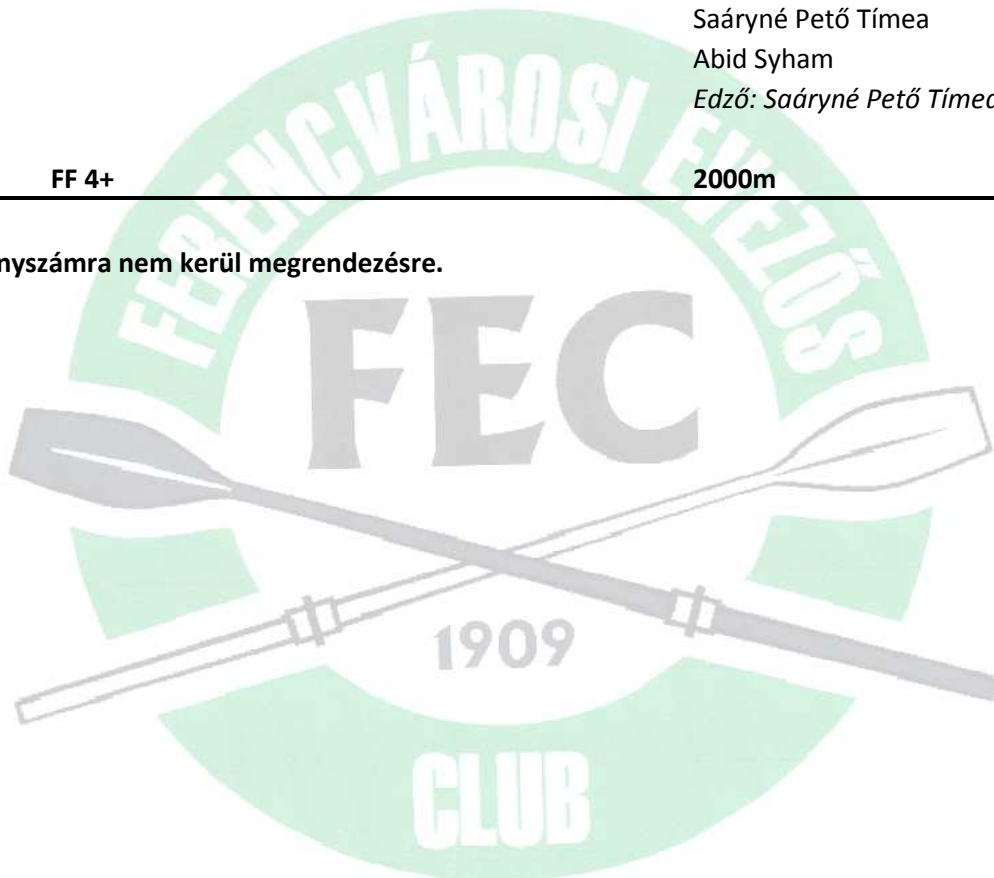 Saáryné Pető Tímea
Abid Syham
Edző: Saáryné Pető Tímea
FF 4+ 2000m
nyszámra nem kerül megrendezésre.
FERENCVÁROSI EVEZŐS
FEC
1909
CLUB